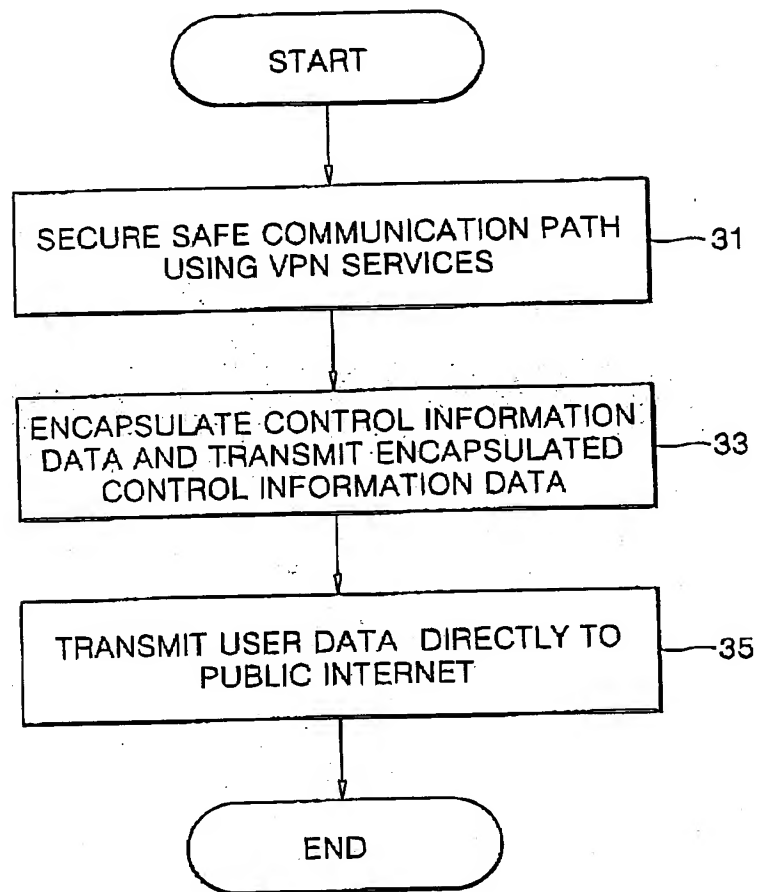 START
SECURE SAFE COMMUNICATION PATH
USING VPN SERVICES
31
ENCAPSULATE CONTROL INFORMATION
DATA AND TRANSMIT ENCAPSULATED
CONTROL INFORMATION DATA
33
TRANSMIT USER DATA DIRECTLY TO
PUBLIC INTERNET
35
END